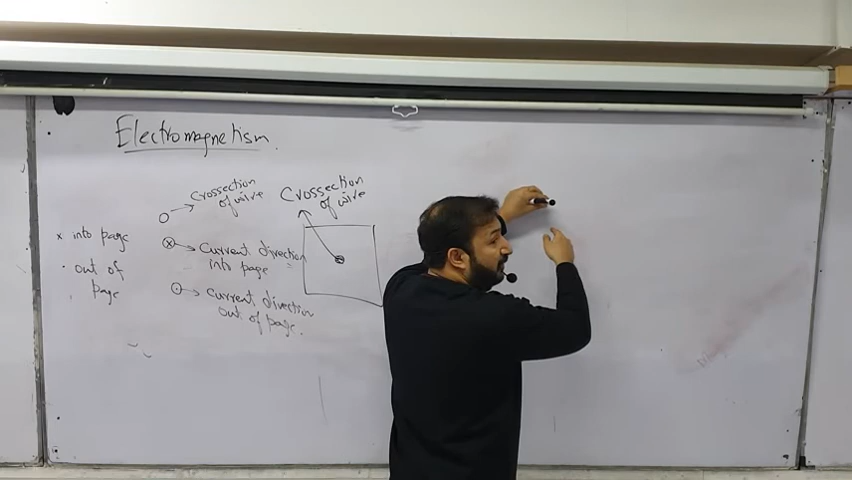 Electromagnetism.
Crossection
of wire
Crossection
of wire
x into page
Current direction
into page
. out of
page
Current direction
out of page.